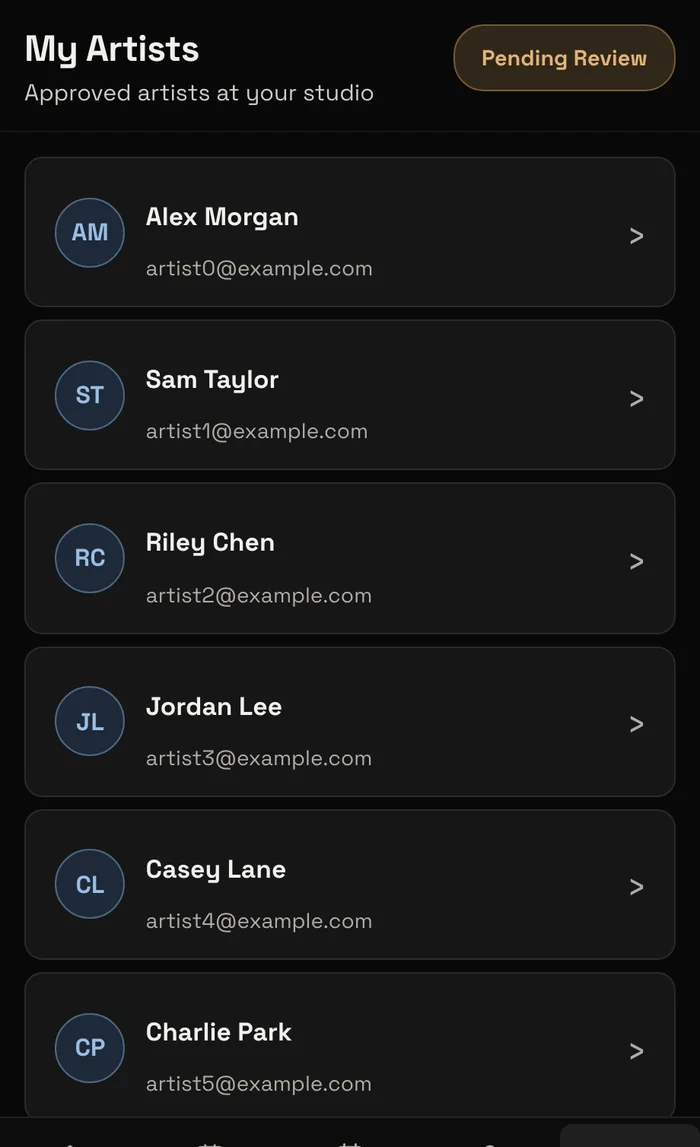 My Artists
Pending Review
Approved artists at your studio
AM
Alex Morgan
artist0@example.com
>
ST
Sam Taylor
artist1@example.com
>
RC
Riley Chen
artist2@example.com
>
JL
Jordan Lee
artist3@example.com
>
CL
Casey Lane
artist4@example.com
>
CP
Charlie Park
artist5@example.com
>